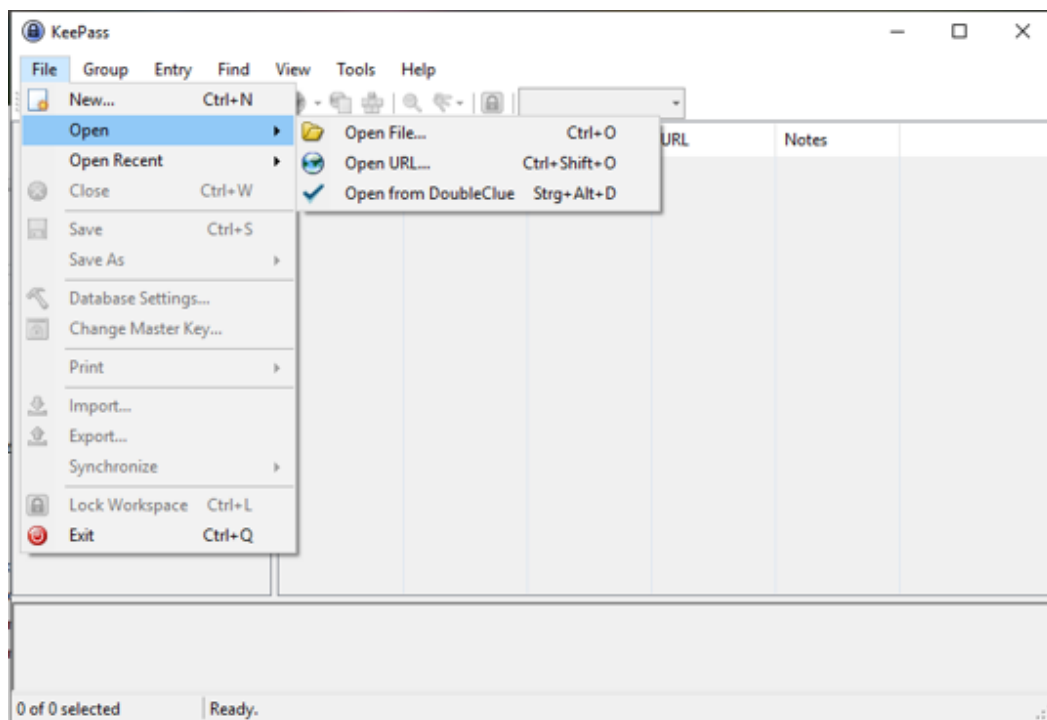 KeePass
File Group Entry Find View Tools Help
New... Ctrl+N
Open
Open Recent
Close Ctrl+W
Save Ctrl+S
Save As
Database Settings...
Change Master Key...
Print
Import...
Export...
Synchronize
Lock Workspace Ctrl+L
Exit Ctrl+Q
Open File... Ctrl+O
Open URL... Ctrl+Shift+O
Open from DoubleClue Strg+Alt+D
URL Notes
0 of 0 selected Ready.